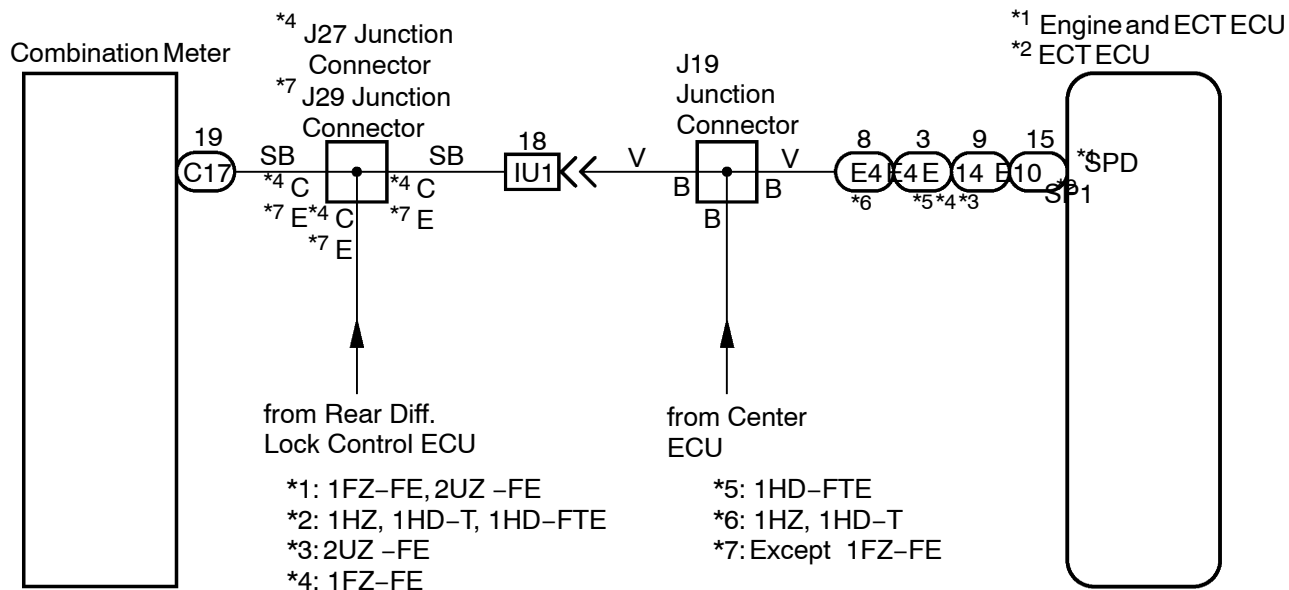 Combination Meter
*4 J27 Junction
Connector
*7 J29 Junction
Connector
J19
Junction
Connector
*1 Engine and ECT ECU
*2 ECT ECU
19
C17
SB
*4 C
*7 E
*4 C
*7 E
SB
*4 C
*7 E
18
IU1
V
B
B
V
B
8
3
9
15
E4
E4
E
14
E10
*6
*5
*4
*3
*1
SPD
*2
SP1
from Rear Diff.
Lock Control ECU
from Center
ECU
*1: 1FZ–FE, 2UZ –FE
*2: 1HZ, 1HD–T, 1HD–FTE
*3: 2UZ –FE
*4: 1FZ–FE
*5: 1HD–FTE
*6: 1HZ, 1HD–T
*7: Except 1FZ–FE